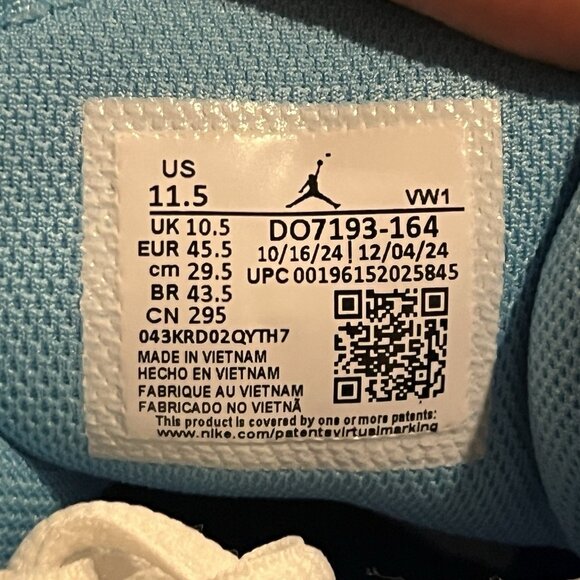 US
11.5 VW1
UK 10.5 DO7193-164
EUR 45.5 10/16/24 | 12/04/24
cm 29.5 UPC 00196152025845
BR 43.5
CN 295
043KRD02QYTH7
MADE IN VIETNAM
HECHO EN VIETNAM
FABRIQUE AU VIETNAM
FABRICADO NO VIETNÃ
This product is covered by one or more patents:
www.nike.com/patentsvirtualmarking